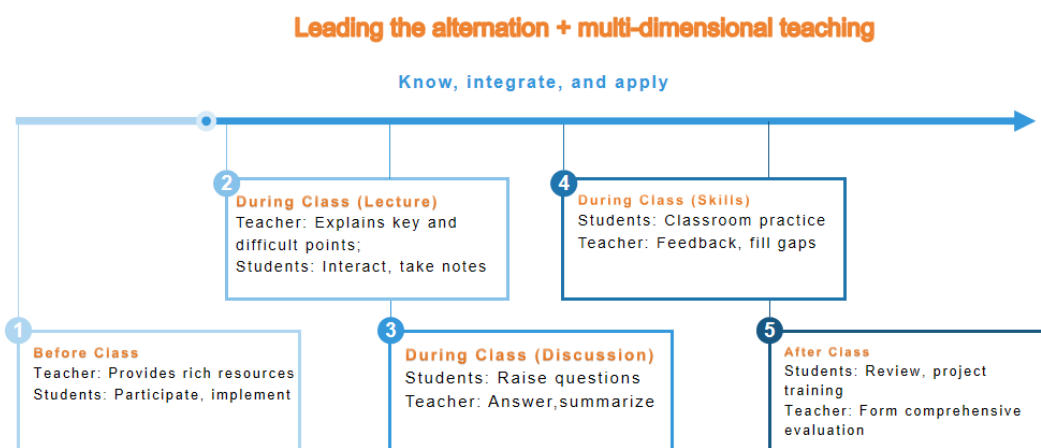 Leading the alternation + multi-dimensional teaching
Know, integrate, and apply
1
Before Class
Teacher: Provides rich resources
Students: Participate, implement
2
During Class (Lecture)
Teacher: Explains key and
difficult points;
Students: Interact, take notes
3
During Class (Discussion)
Students: Raise questions
Teacher: Answer,summarize
4
During Class (Skills)
Students: Classroom practice
Teacher: Feedback, fill gaps
5
After Class
Students: Review, project
training
Teacher: Form comprehensive
evaluation